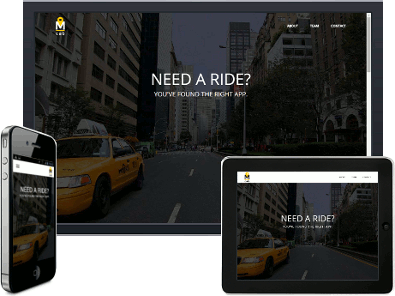 M
ABOUT TEAM CONTACT
NEED A RIDE?
YOU'VE FOUND THE RIGHT APP.
NEED A RIDE?
NEED A RIDE?
YOU'VE FOUND THE RIGHT APP.